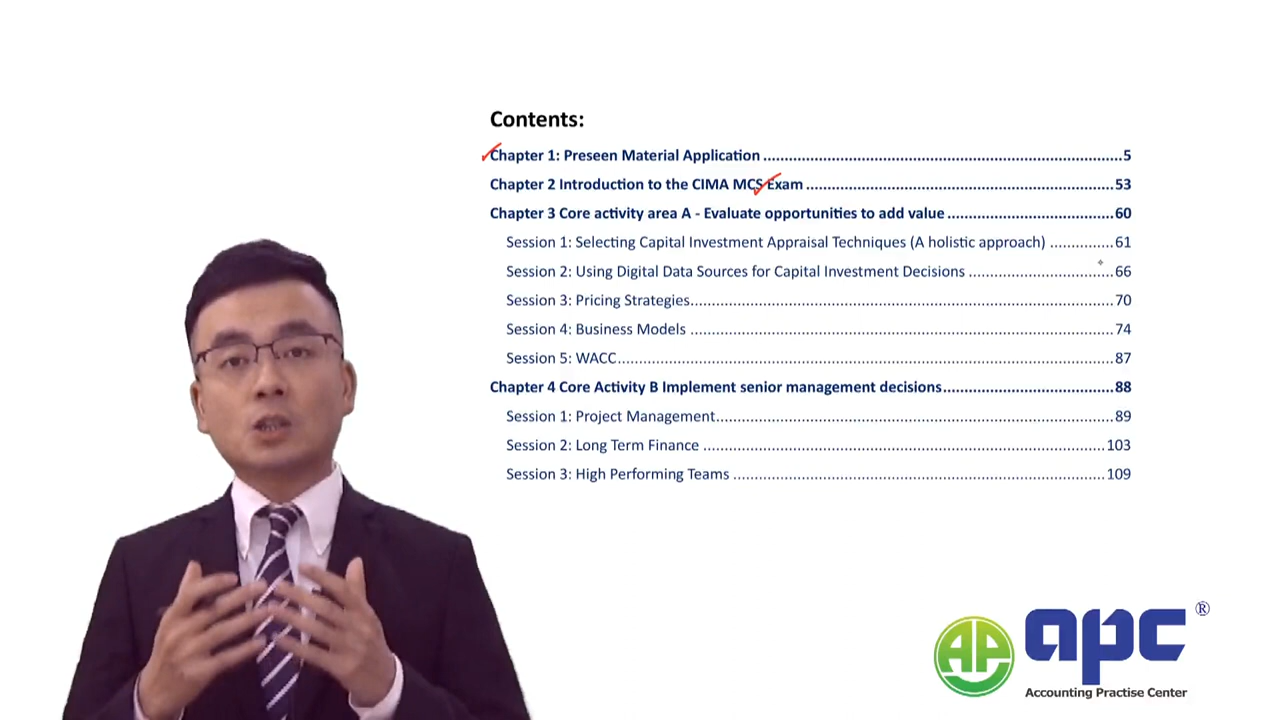 Contents:
Chapter 1: Preseen Material Application ........ 5
Chapter 2 Introduction to the CIMA MCS Exam ........ 53
Chapter 3 Core activity area A - Evaluate opportunities to add value ........ 60
Session 1: Selecting Capital Investment Appraisal Techniques (A holistic approach) ........ 61
Session 2: Using Digital Data Sources for Capital Investment Decisions ........ 66
Session 3: Pricing Strategies ........ 70
Session 4: Business Models ........ 74
Session 5: WACC ........ 87
Chapter 4 Core Activity B Implement senior management decisions ........ 88
Session 1: Project Management ........ 89
Session 2: Long Term Finance ........ 103
Session 3: High Performing Teams ........ 109
AP apc ®
Accounting Practise Center